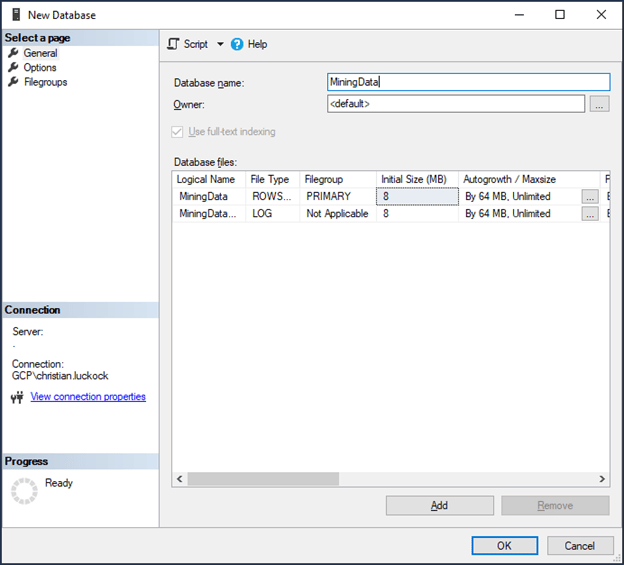 New Database
Select a page
General
Options
Filegroups
Script
Help
Database name:
MiningData
Owner:
<default>
...
Use full-text indexing
Database files:
Logical Name File Type Filegroup Initial Size (MB) Autogrowth / Maxsize
MiningData ROWS... PRIMARY 8 By 64 MB, Unlimited ...
MiningData... LOG Not Applicable 8 By 64 MB, Unlimited ...
Connection
Server:
.
Connection:
GCP\christian.luckock
View connection properties
Progress
Ready
Add
Remove
OK
Cancel